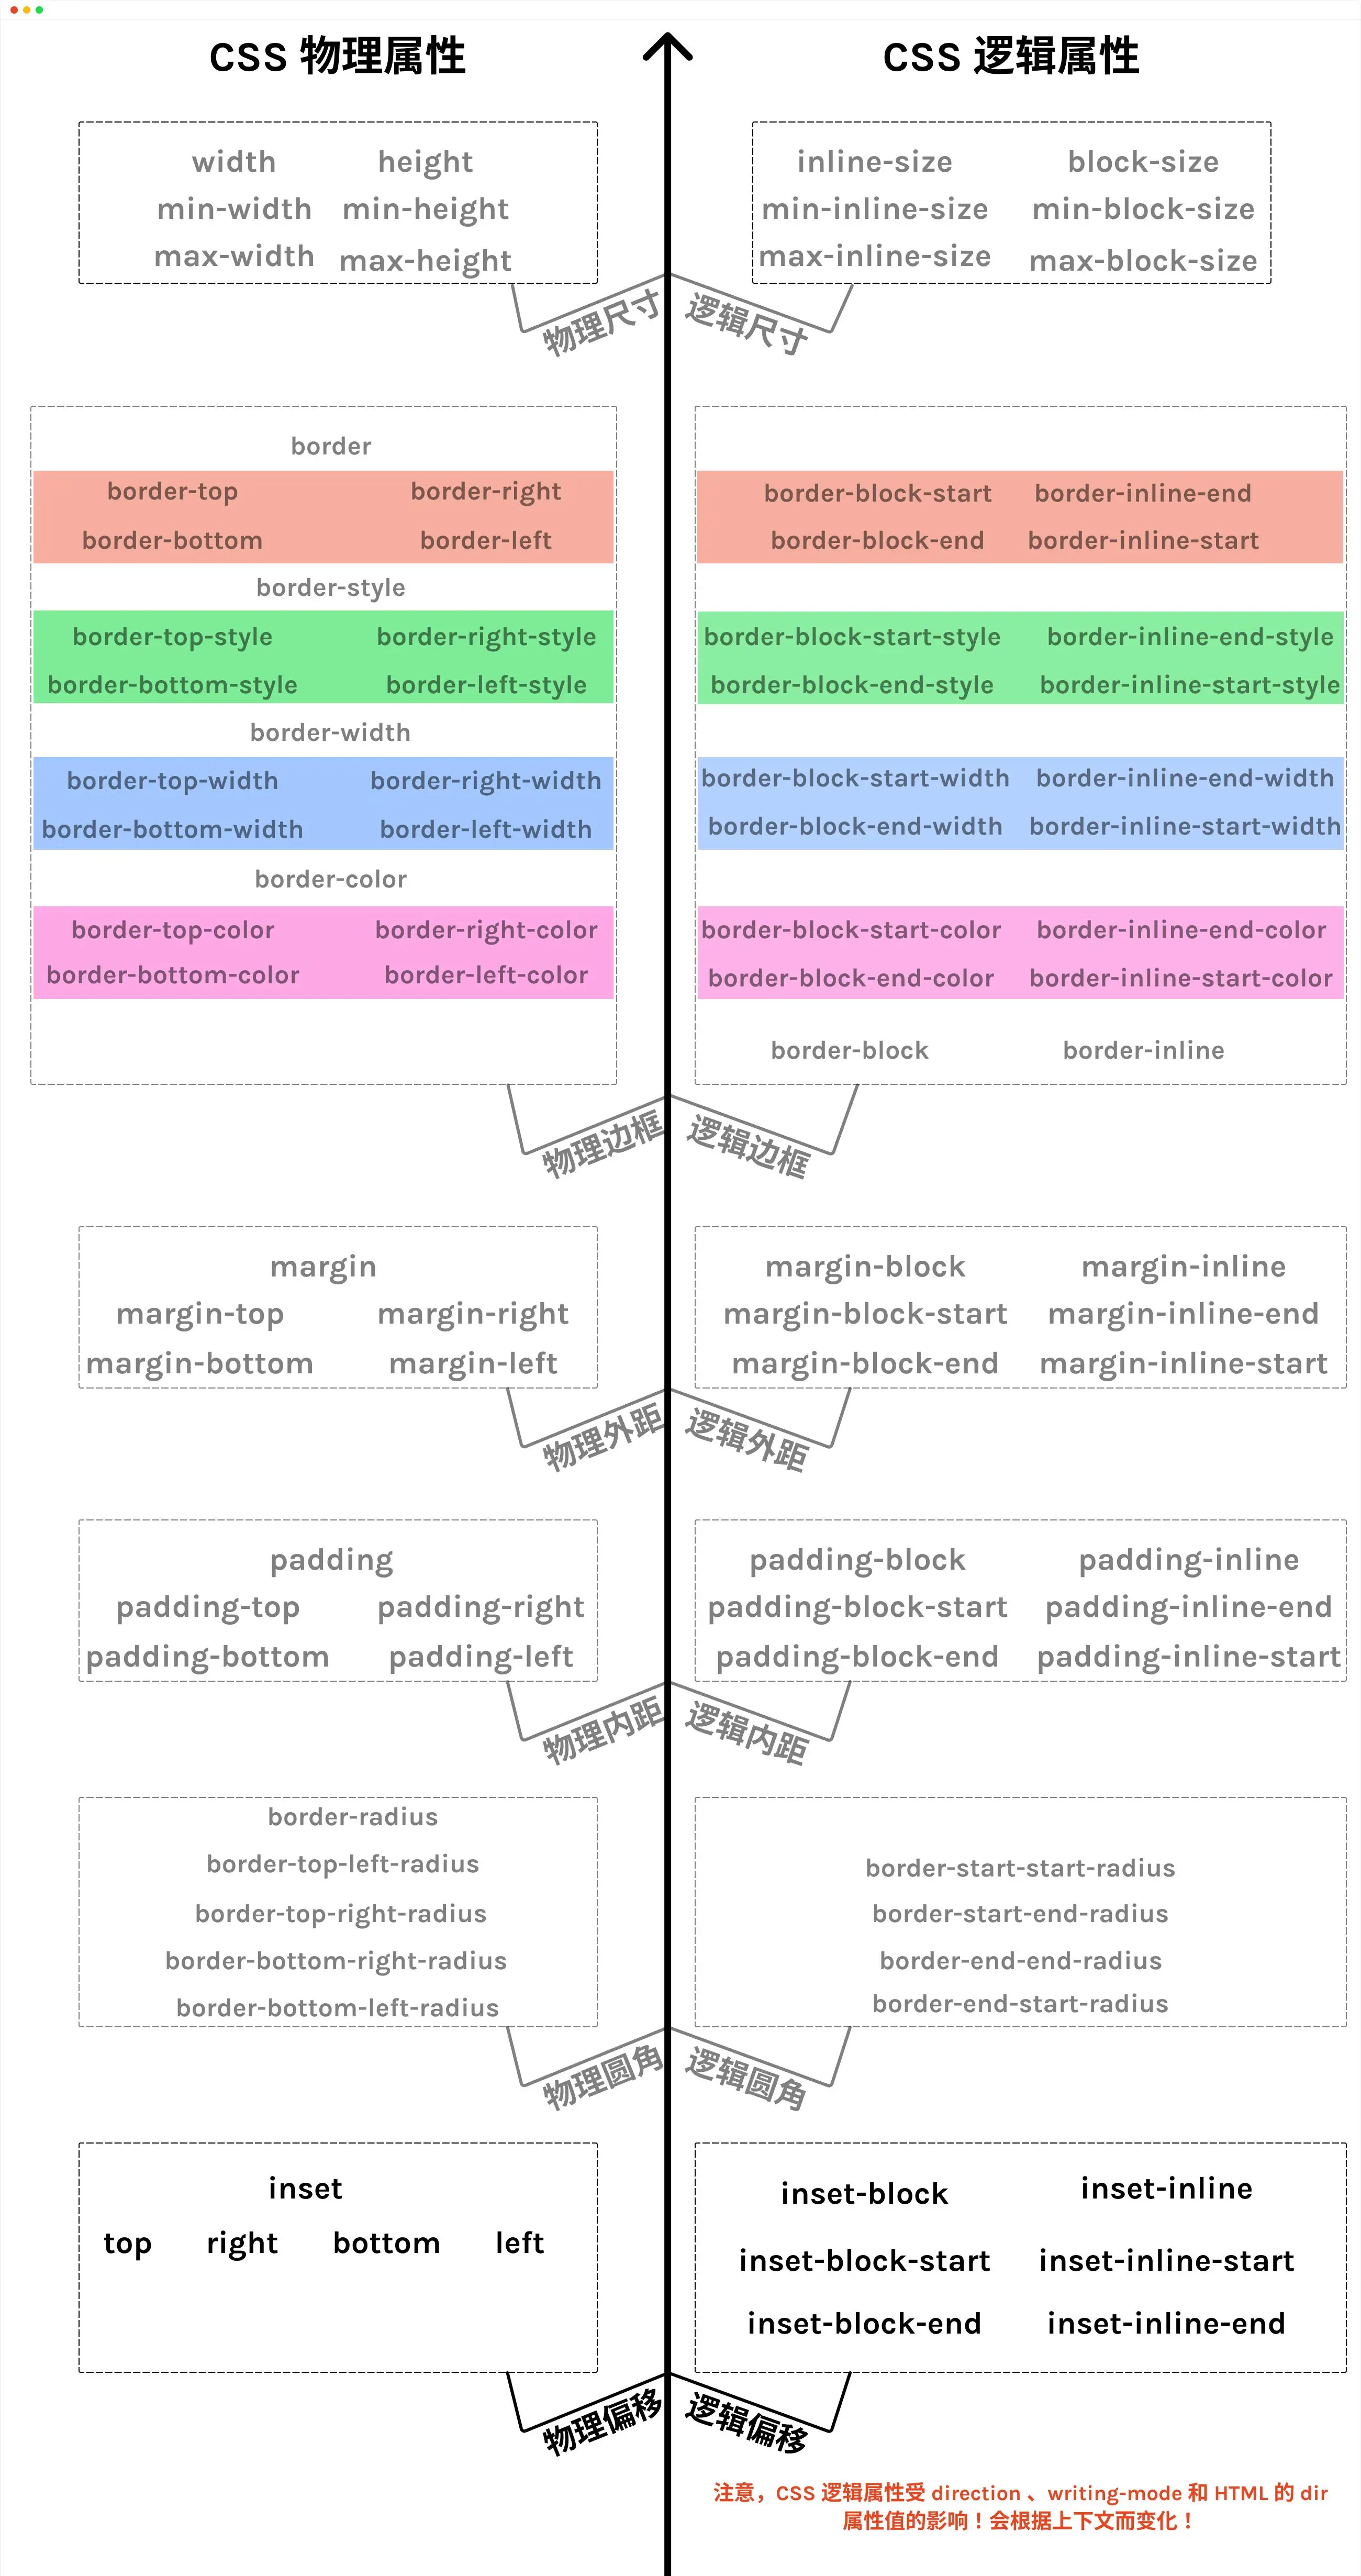 CSS 物理属性
CSS 逻辑属性
width height
min-width min-height
max-width max-height
inline-size block-size
min-inline-size min-block-size
max-inline-size max-block-size
物理尺寸
逻辑尺寸
border
border-top border-right
border-bottom border-left
border-style
border-top-style border-right-style
border-bottom-style border-left-style
border-width
border-top-width border-right-width
border-bottom-width border-left-width
border-color
border-top-color border-right-color
border-bottom-color border-left-color
border-block-start border-inline-end
border-block-end border-inline-start
border-block-start-style border-inline-end-style
border-block-end-style border-inline-start-style
border-block-start-width border-inline-end-width
border-block-end-width border-inline-start-width
border-block-start-color border-inline-end-color
border-block-end-color border-inline-start-color
border-block border-inline
物理边框
逻辑边框
margin
margin-top margin-right
margin-bottom margin-left
margin-block margin-inline
margin-block-start margin-inline-end
margin-block-end margin-inline-start
物理外距
逻辑外距
padding
padding-top padding-right
padding-bottom padding-left
padding-block padding-inline
padding-block-start padding-inline-end
padding-block-end padding-inline-start
物理内距
逻辑内距
border-radius
border-top-left-radius
border-top-right-radius
border-bottom-right-radius
border-bottom-left-radius
border-start-start-radius
border-start-end-radius
border-end-end-radius
border-end-start-radius
物理圆角
逻辑圆角
inset
top right bottom left
inset-block inset-inline
inset-block-start inset-inline-start
inset-block-end inset-inline-end
物理偏移
逻辑偏移
注意，CSS 逻辑属性受 direction 、writing-mode 和 HTML 的 dir
属性值的影响！会根据上下文而变化！